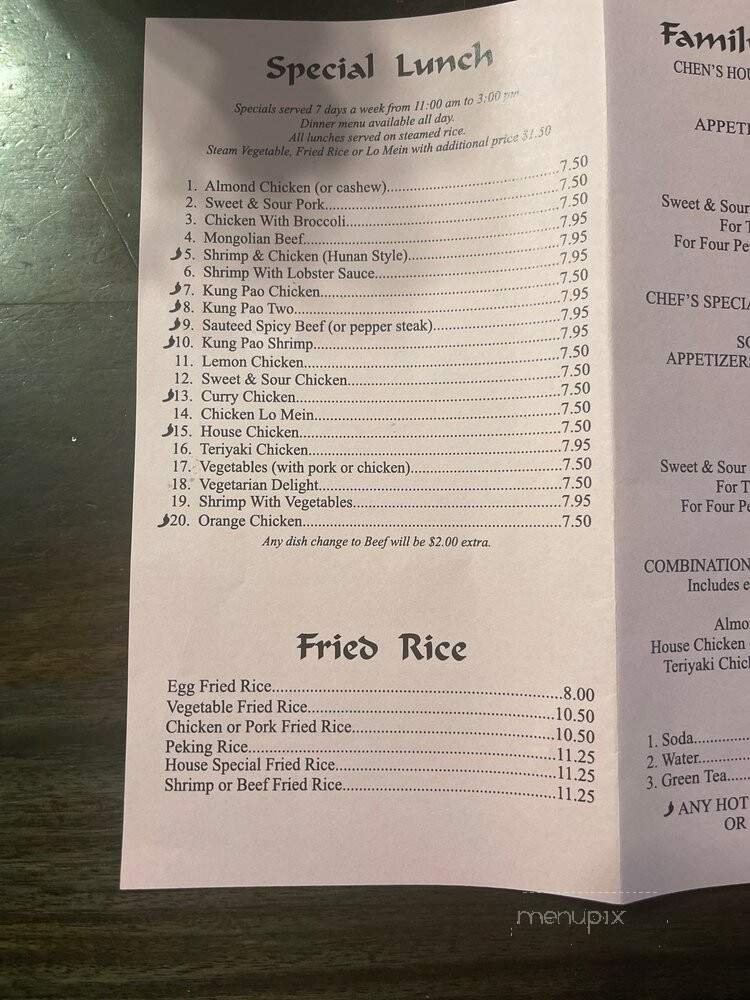 Special Lunch
Specials served 7 days a week from 11:00 am to 3:00 pm.
Dinner menu available all day.
All lunches served on steamed rice.
Steam Vegetable, Fried Rice or Lo Mein with additional price $1.50
1. Almond Chicken (or cashew)...7.50
2. Sweet & Sour Pork...7.50
3. Chicken With Broccoli...7.50
4. Mongolian Beef...7.95
5. Shrimp & Chicken (Hunan Style)...7.95
6. Shrimp With Lobster Sauce...7.95
7. Kung Pao Chicken...7.50
8. Kung Pao Two...7.95
9. Sauteed Spicy Beef (or pepper steak)...7.95
10. Kung Pao Shrimp...7.95
11. Lemon Chicken...7.50
12. Sweet & Sour Chicken...7.50
13. Curry Chicken...7.50
14. Chicken Lo Mein...7.50
15. House Chicken...7.50
16. Teriyaki Chicken...7.95
17. Vegetables (with pork or chicken)...7.50
18. Vegetarian Delight...7.50
19. Shrimp With Vegetables...7.95
20. Orange Chicken...7.50
Any dish change to Beef will be $2.00 extra.
Fried Rice
Egg Fried Rice...8.00
Vegetable Fried Rice...10.50
Chicken or Pork Fried Rice...10.50
Peking Rice...11.25
House Special Fried Rice...11.25
Shrimp or Beef Fried Rice...11.25
Famil
CHEN'S HOU
APPETI
Sweet & Sour
For T
For Four Pe
CHEF'S SPECIA
SO
APPETIZERS
Sweet & Sour
For T
For Four Pe
COMBINATION
Includes e
Almo
House Chicken
Teriyaki Chick
1. Soda...
2. Water...
3. Green Tea...
ANY HOT
OR
menupix